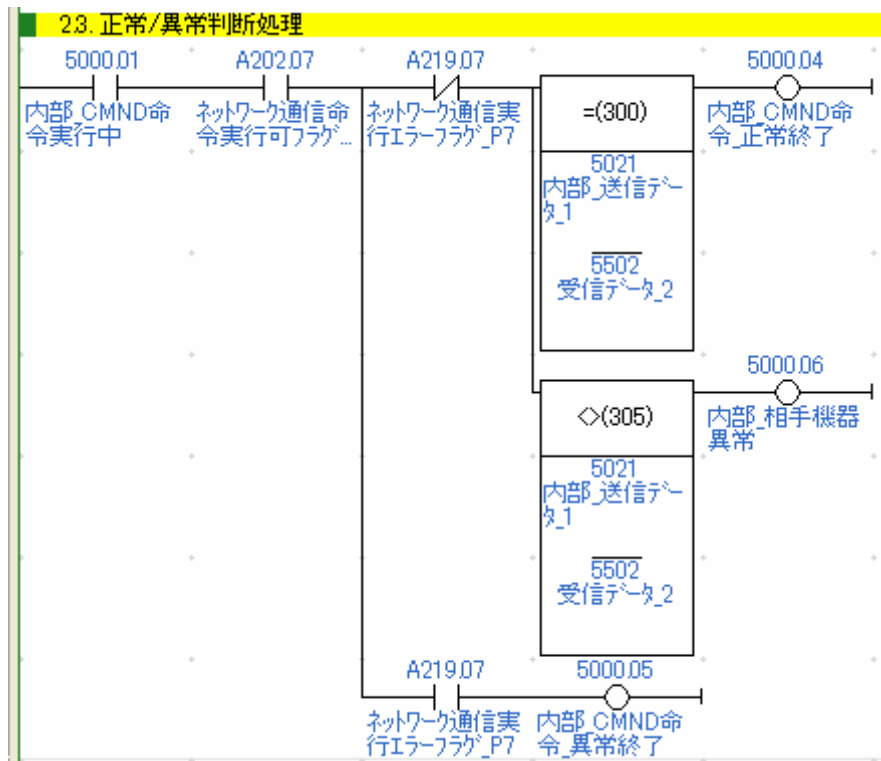 2.3. 正常/異常判断処理
5000.01 A202.07 A219.07 5000.04
内部_CMND命
令実行中
ネットワーク通信命
令実行可フラグ...
ネットワーク通信実
行エラーフラグ_P7
=(300)
内部_CMND命
令_正常終了
5021
内部_送信デー
タ_1
5502
受信データ_2
5000.06
<>(305)
内部_相手機器
異常
5021
内部_送信デー
タ_1
5502
受信データ_2
A219.07 5000.05
ネットワーク通信実
行エラーフラグ_P7
内部_CMND命
令_異常終了